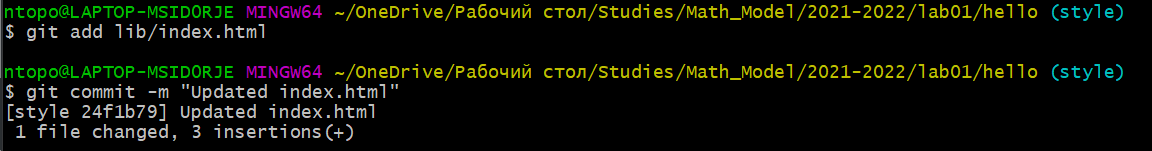 ntopo@LAPTOP-MSIDORJE MINGW64 ~/OneDrive/Рабочий стол/Studies/Math_Model/2021-2022/lab01/hello (style)
$ git add lib/index.html
ntopo@LAPTOP-MSIDORJE MINGW64 ~/OneDrive/Рабочий стол/Studies/Math_Model/2021-2022/lab01/hello (style)
$ git commit -m "Updated index.html"
[style 24f1b79] Updated index.html
1 file changed, 3 insertions(+)